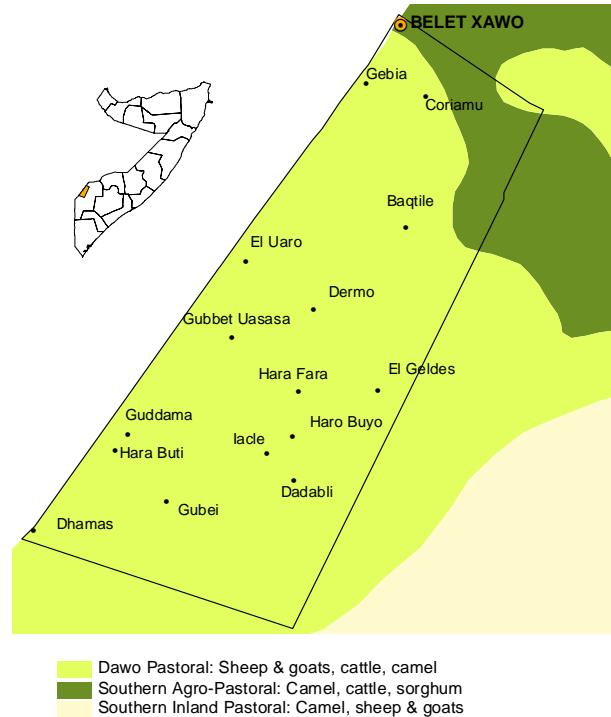 BELET XAWO
Gebia
Coriamu
Baqtile
El Uaro
Dermo
Gubbet Uasasa
Hara Fara
El Geldes
Guddama
Haro Buyo
Iacle
Hara Buti
Dadabli
Gubei
Dhamas
Dawo Pastoral: Sheep & goats, cattle, camel
Southern Agro-Pastoral: Camel, cattle, sorghum
Southern Inland Pastoral: Camel, sheep & goats